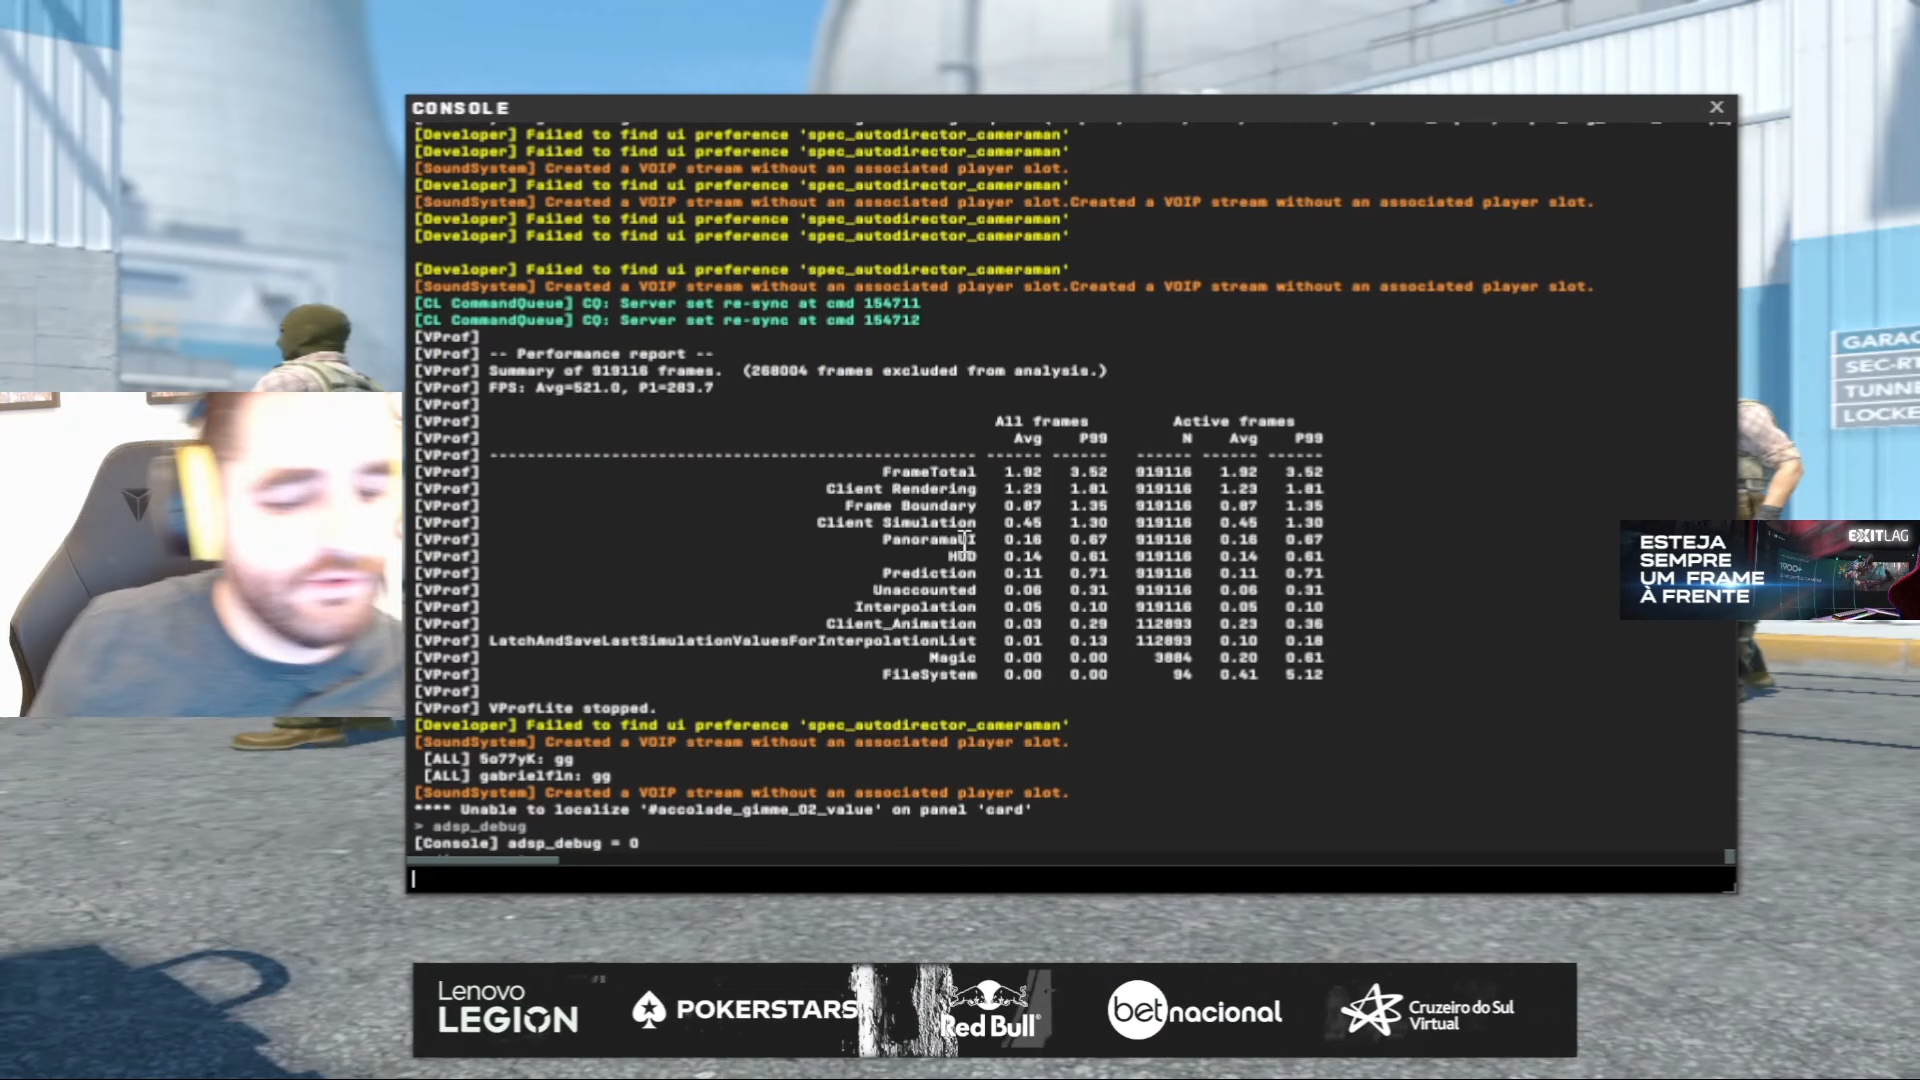 CONSOLE
[Developer] Failed to find ui preference 'spec_autodirector_cameraman'
[Developer] Failed to find ui preference 'spec_autodirector_cameraman'
[SoundSystem] Created a VOIP stream without an associated player slot.
[Developer] Failed to find ui preference 'spec_autodirector_cameraman'
[SoundSystem] Created a VOIP stream without an associated player slot.Created a VOIP stream without an associated player slot.
[Developer] Failed to find ui preference 'spec_autodirector_cameraman'
[Developer] Failed to find ui preference 'spec_autodirector_cameraman'
[Developer] Failed to find ui preference 'spec_autodirector_cameraman'
[SoundSystem] Created a VOIP stream without an associated player slot.Created a VOIP stream without an associated player slot.
[CL CommandQueue] CQ: Server set re-sync at cmd 154711
[CL CommandQueue] CQ: Server set re-sync at cmd 154712
[VProf]
[VProf] -- Performance report --
[VProf] Summary of 919116 frames. (268004 frames excluded from analysis.)
[VProf] FPS: Avg=521.0, P1=283.7
[VProf]
[VProf] All frames Active frames
[VProf] Avg P99 N Avg P99
[VProf] ---------------------------------------------------- ------ ------ ------ ------ ------
[VProf] FrameTotal 1.92 3.52 919116 1.92 3.52
[VProf] Client Rendering 1.23 1.81 919116 1.23 1.81
[VProf] Frame Boundary 0.87 1.35 919116 0.87 1.35
[VProf] Client Simulation 0.45 1.30 919116 0.45 1.30
[VProf] PanoramaUI 0.16 0.67 919116 0.16 0.67
[VProf] HUD 0.14 0.61 919116 0.14 0.61
[VProf] Prediction 0.11 0.71 919116 0.11 0.71
[VProf] Unaccounted 0.06 0.31 919116 0.06 0.31
[VProf] Interpolation 0.05 0.10 919116 0.05 0.10
[VProf] Client_Animation 0.03 0.29 112893 0.23 0.36
[VProf] LatchAndSaveLastSimulationValuesForInterpolationList 0.01 0.13 112893 0.10 0.18
[VProf] Magic 0.00 0.00 3884 0.20 0.61
[VProf] FileSystem 0.00 0.00 94 0.41 5.12
[VProf]
[VProf] VProfLite stopped.
[Developer] Failed to find ui preference 'spec_autodirector_cameraman'
[SoundSystem] Created a VOIP stream without an associated player slot.
[ALL] 5o77yK: gg
[ALL] gabrielfln: gg
[SoundSystem] Created a VOIP stream without an associated player slot.
**** Unable to localize '#accolade_gimme_02_value' on panel 'card'
> adsp_debug
[Console] adsp_debug = 0
GARAG
SEC-RT
TUNNE
LOCKE
EXITLAG
ESTEJA
SEMPRE
UM FRAME
À FRENTE
1900+
Lenovo
LEGION
POKERSTARS
Red Bull
betnacional
Cruzeiro do Sul
Virtual